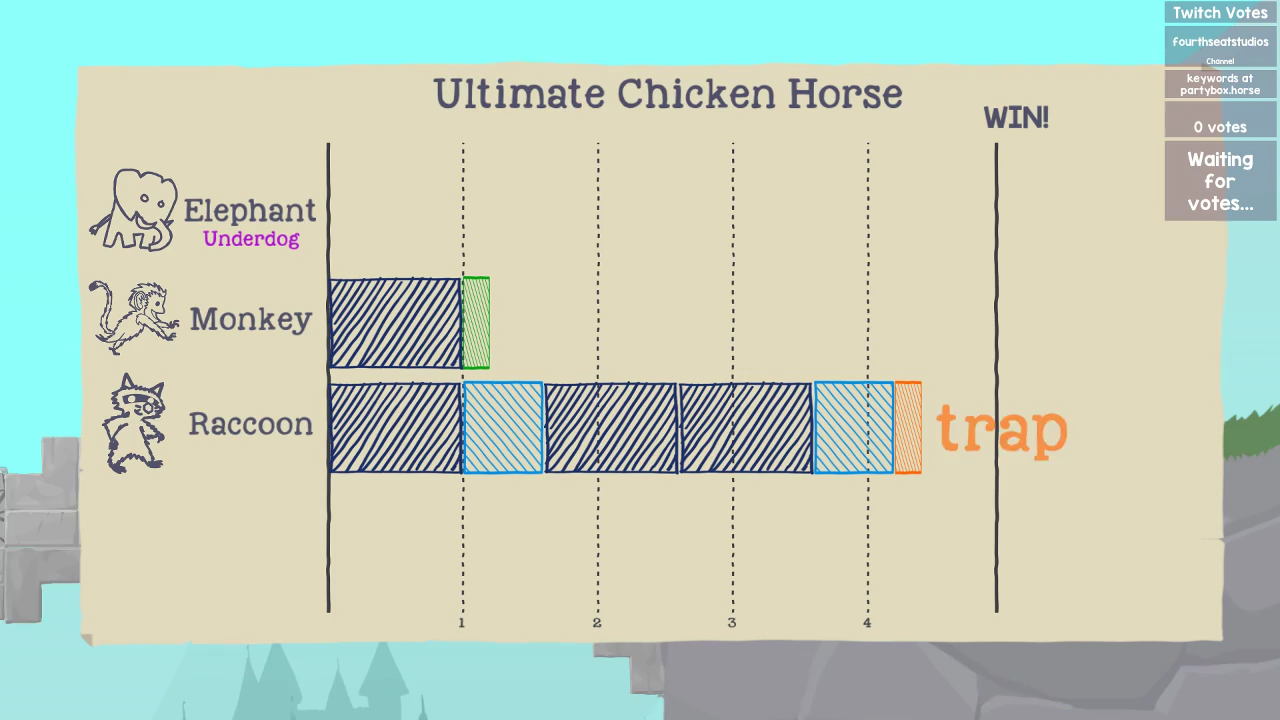 Twitch Votes
fourthseatstudios
Channel
keywords at
partybox.horse
0 votes
Waiting
for
votes...
Ultimate Chicken Horse
WIN!
Elephant
Underdog
Monkey
Raccoon
trap
1 2 3 4